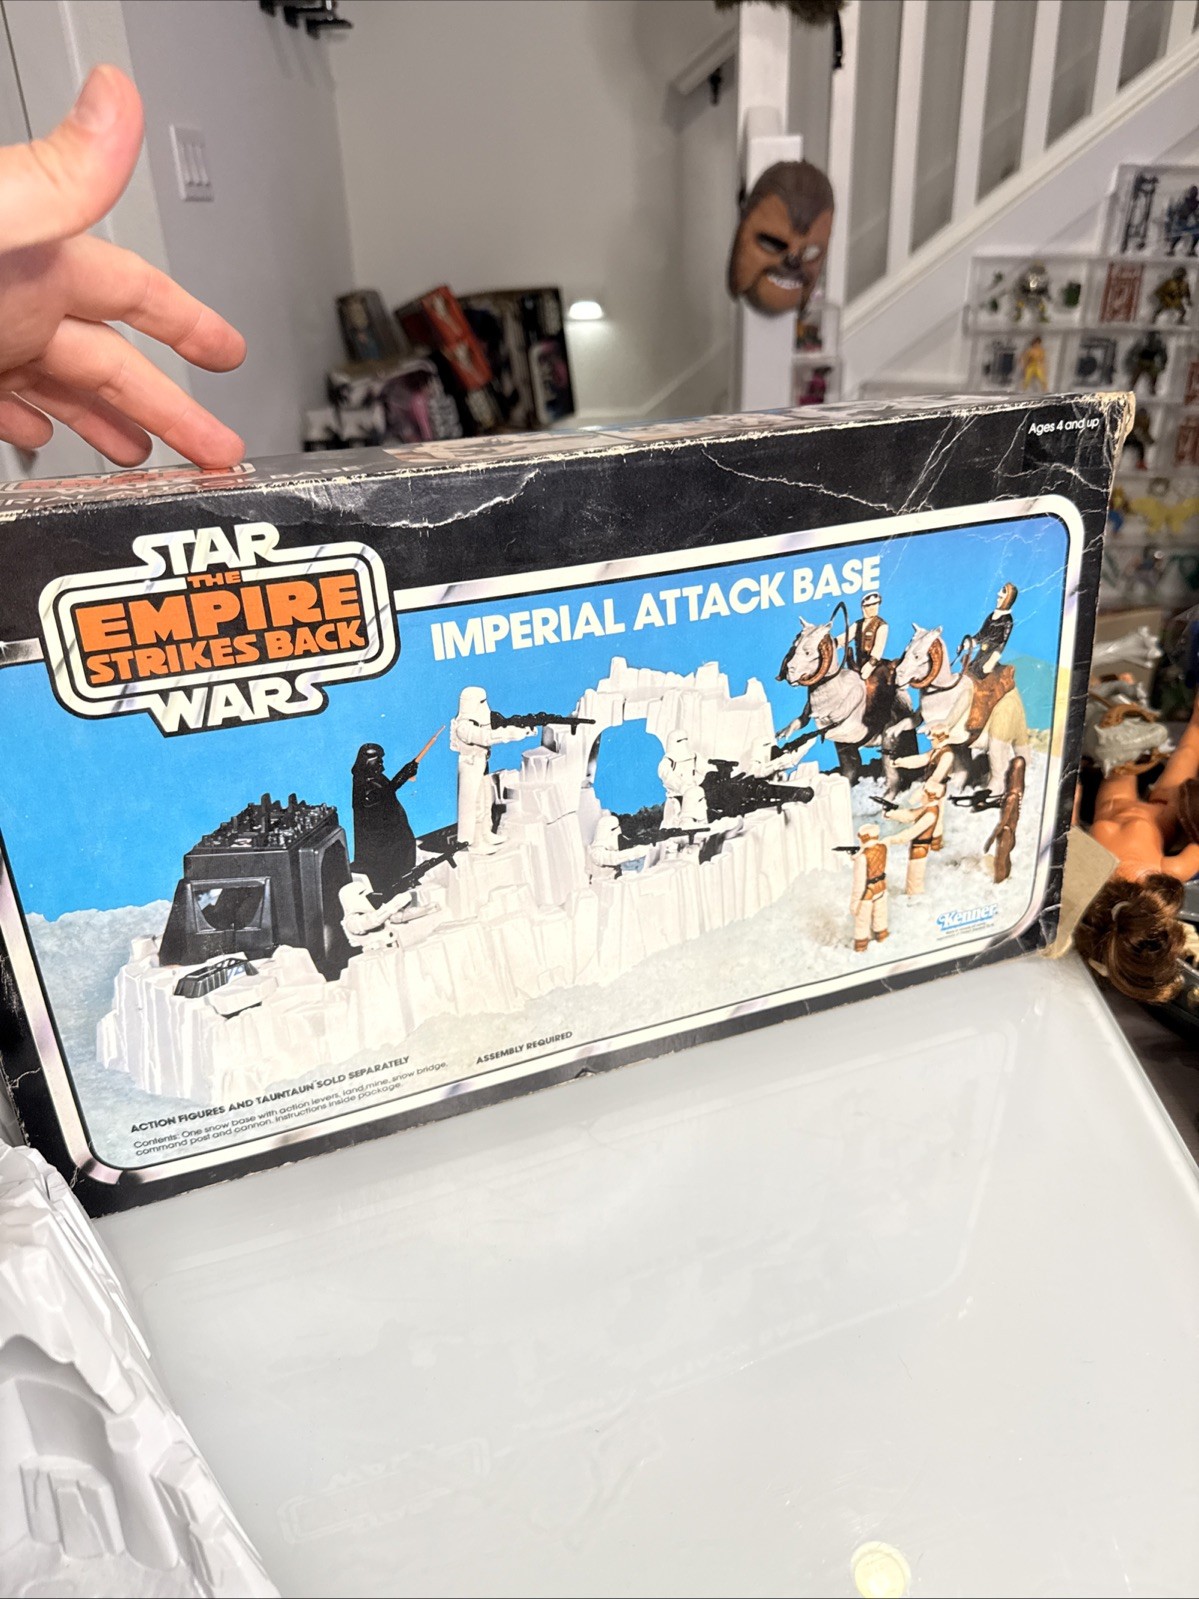 Ages 4 and up
STAR
THE
EMPIRE
STRIKES BACK
WARS
IMPERIAL ATTACK BASE
Kenner
ACTION FIGURES AND TAUNTAUN SOLD SEPARATELY
ASSEMBLY REQUIRED
Contents: One snow base with action levers, land mine, snow bridge,
command post and cannon. Instructions inside package.